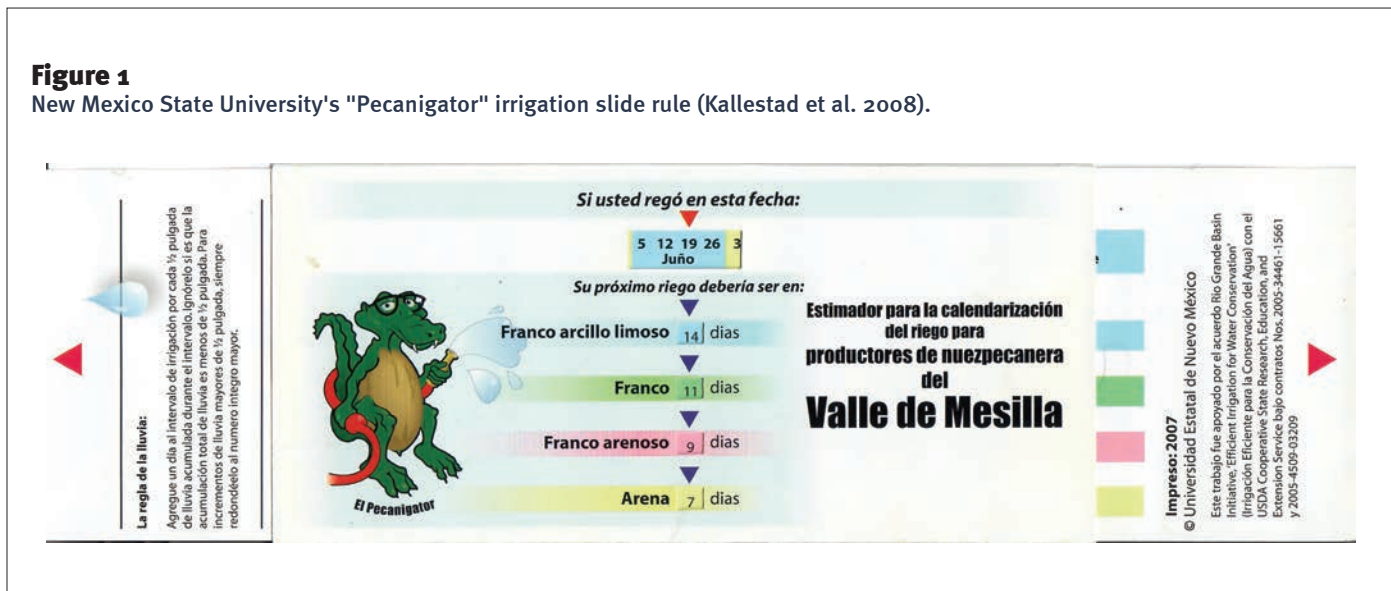 Figure 1
New Mexico State University's "Pecanigator" irrigation slide rule (Kallestad et al. 2008).
La regla de la lluvia:
Agregue un día al intervalo de irrigación por cada ½ pulgada
de lluvia acumulada durante el intervalo. Ignórelo si es que la
acumulación total de lluvia es menos de ½ pulgada. Para
incrementos de lluvia mayores de ½ pulgada, siempre
redondéelo al numero integro mayor.
Si usted regó en esta fecha:
5 12 19 26 3
Juño
Su próximo riego debería ser en:
Franco arcillo limoso 14 dias
Franco 11 dias
Franco arenoso 9 dias
Arena 7 dias
El Pecanigator
Estimador para la calendarización
del riego para
productores de nuezpecanera
del
Valle de Mesilla
e
Impreso: 2007
© Universidad Estatal de Nuevo México
Este trabajo fue apoyado por el acuerdo Rio Grande Basin
Initiative, 'Efficient Irrigation for Water Conservation'
(Irrigación Eficiente para la Conservación del Agua) con el
USDA Cooperative State Research, Education, and
Extension Service bajo contratos Nos. 2005-34461-15661
y 2005-4509-03209